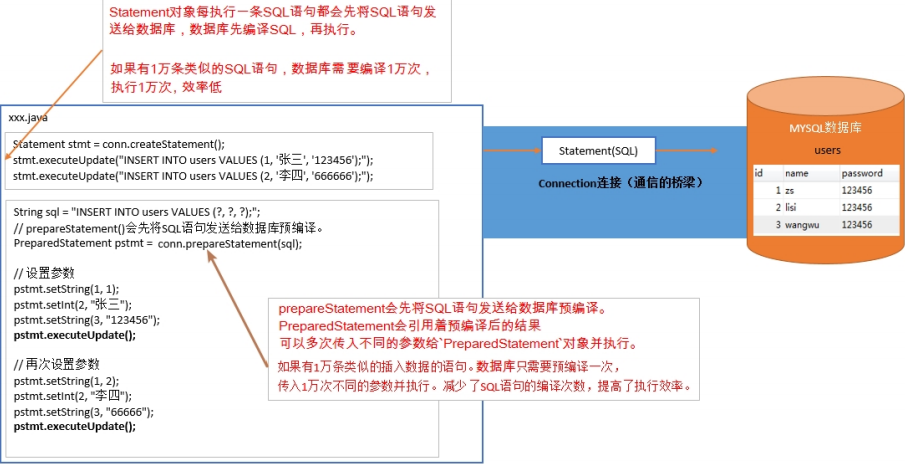 Statement对象每执行一条SQL语句都会先将SQL语句发
送给数据库，数据库先编译SQL，再执行。
如果有1万条类似的SQL语句，数据库需要编译1万次，
执行1万次, 效率低
xxx.java
Statement stmt = conn.createStatement();
stmt.executeUpdate("INSERT INTO users VALUES (1, '张三', '123456');");
stmt.executeUpdate("INSERT INTO users VALUES (2, '李四', '666666');");
String sql = "INSERT INTO users VALUES (?, ?, ?);";
// prepareStatement()会先将SQL语句发送给数据库预编译。
PreparedStatement pstmt = conn.prepareStatement(sql);
// 设置参数
pstmt.setString(1, 1);
pstmt.setInt(2, "张三");
pstmt.setString(3, "123456");
pstmt.executeUpdate();
// 再次设置参数
pstmt.setString(1, 2);
pstmt.setInt(2, "李四");
pstmt.setString(3, "66666");
pstmt.executeUpdate();
prepareStatement会先将SQL语句发送给数据库预编译。
PreparedStatement会引用着预编译后的结果
可以多次传入不同的参数给`PreparedStatement`对象并执行。
如果有1万条类似的插入数据的语句。数据库只需要预编译一次，
传入1万次不同的参数并执行。减少了SQL语句的编译次数，提高了执行效率。
Statement(SQL)
Connection连接（通信的桥梁）
MYSQL数据库
users
id name password
1 zs 123456
2 lisi 123456
3 wangwu 123456